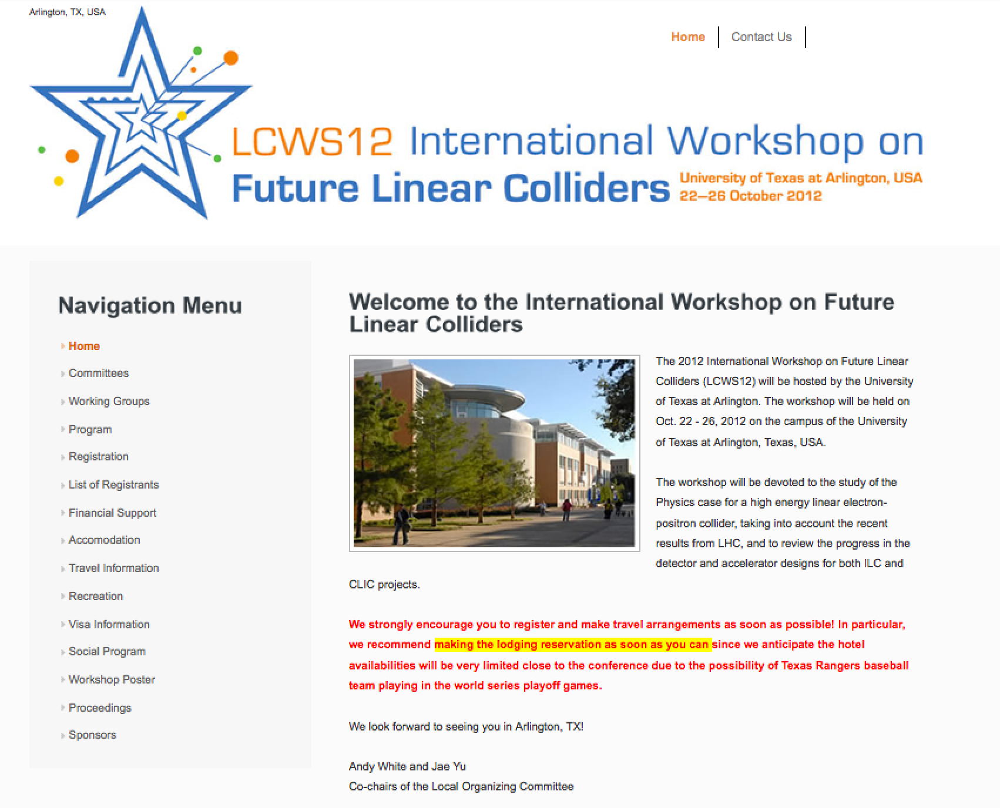 Arlington, TX, USA
Home
Contact Us
LCWS12 International Workshop on
Future Linear Colliders
University of Texas at Arlington, USA
22—26 October 2012
Navigation Menu
Home
Committees
Working Groups
Program
Registration
List of Registrants
Financial Support
Accomodation
Travel Information
Recreation
Visa Information
Social Program
Workshop Poster
Proceedings
Sponsors
Welcome to the International Workshop on Future
Linear Colliders
The 2012 International Workshop on Future Linear
Colliders (LCWS12) will be hosted by the University
of Texas at Arlington. The workshop will be held on
Oct. 22 - 26, 2012 on the campus of the University
of Texas at Arlington, Texas, USA.
The workshop will be devoted to the study of the
Physics case for a high energy linear electron-
positron collider, taking into account the recent
results from LHC, and to review the progress in the
detector and accelerator designs for both ILC and
CLIC projects.
We strongly encourage you to register and make travel arrangements as soon as possible! In particular,
we recommend making the lodging reservation as soon as you can since we anticipate the hotel
availabilities will be very limited close to the conference due to the possibility of Texas Rangers baseball
team playing in the world series playoff games.
We look forward to seeing you in Arlington, TX!
Andy White and Jae Yu
Co-chairs of the Local Organizing Committee